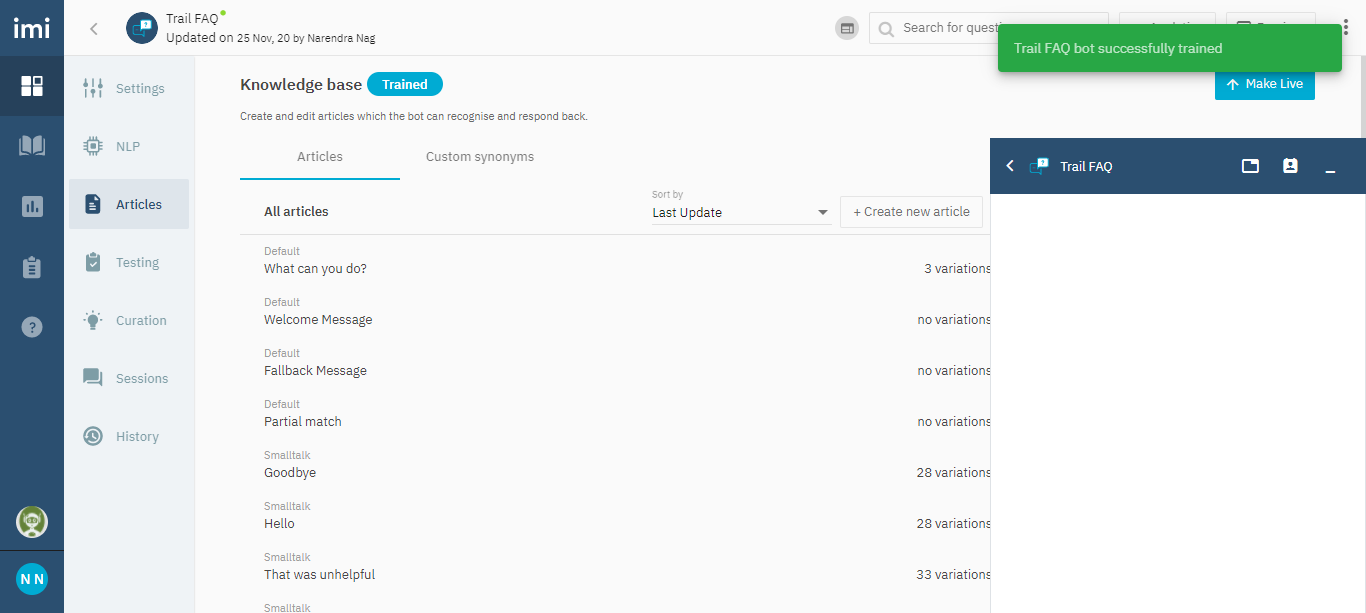 imi
Trail FAQ
Updated on 25 Nov, 20 by Narendra Nag
Search for
Trail FAQ bot successfully trained
Settings
NLP
Articles
Testing
Curation
Sessions
History
N N
Knowledge base
Trained
Make Live
Create and edit articles which the bot can recognise and respond back.
Articles
Custom synonyms
All articles
Sort by
Last Update
+ Create new article
Default
What can you do?
3 variations
Default
Welcome Message
no variations
Default
Fallback Message
no variations
Default
Partial match
no variations
Smalltalk
Goodbye
28 variations
Smalltalk
Hello
28 variations
Smalltalk
That was unhelpful
33 variations
Smalltalk
Trail FAQ